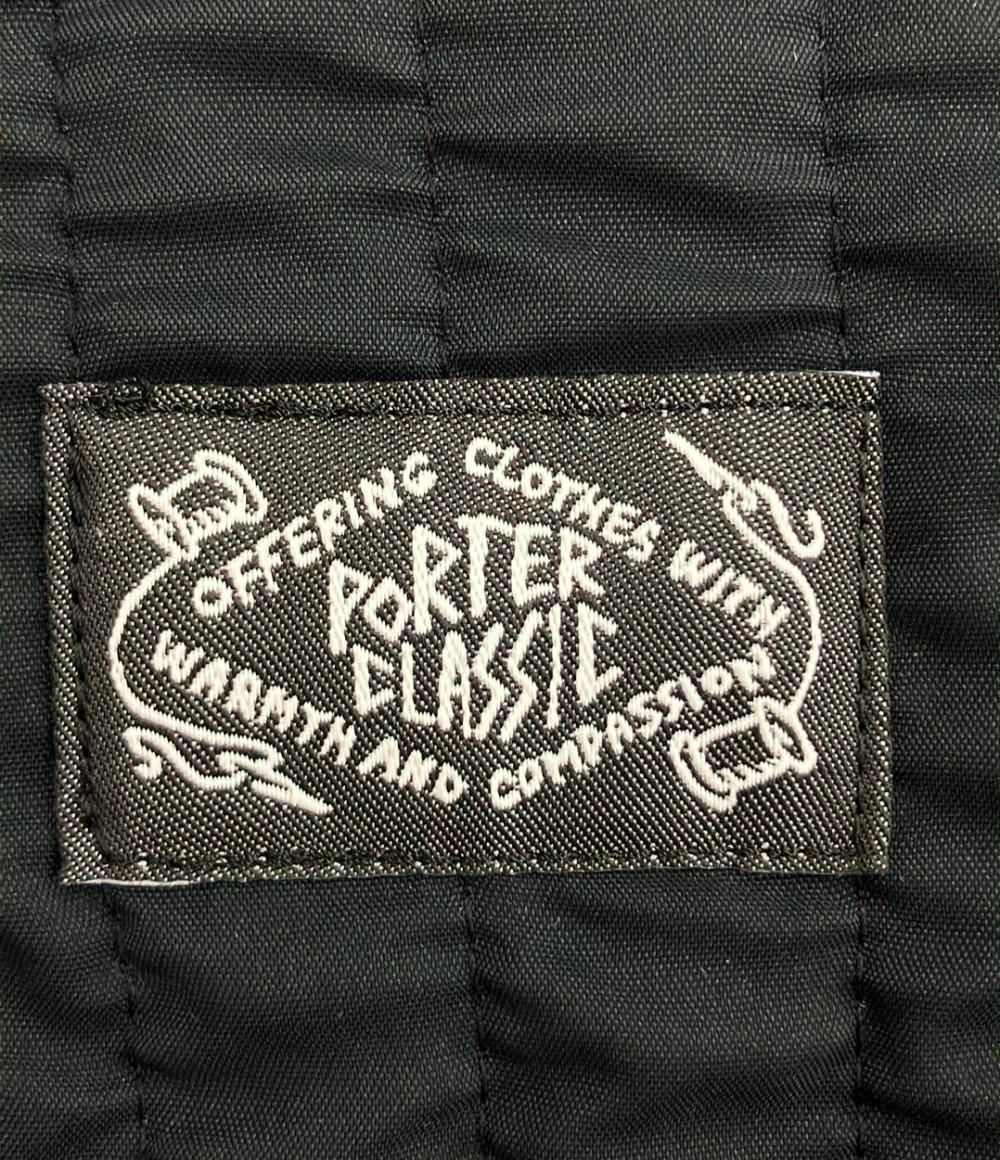 OFFERING CLOTHES WITH
PORTER
CLASSIC
WARMTH AND COMPASSION